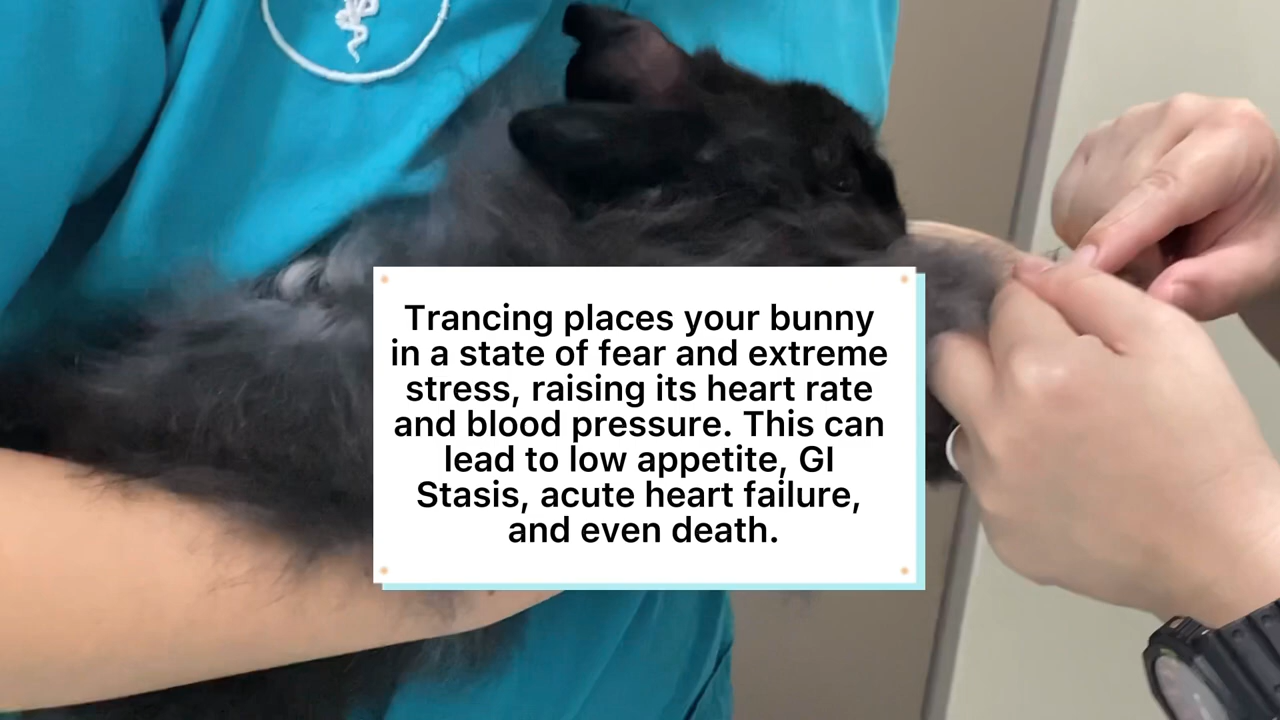 Trancing places your bunny
in a state of fear and extreme
stress, raising its heart rate
and blood pressure. This can
lead to low appetite, GI
Stasis, acute heart failure,
and even death.